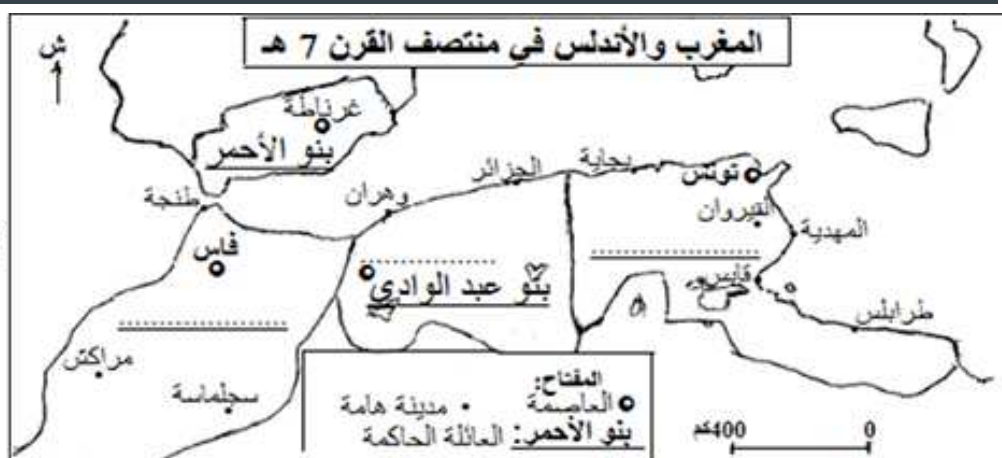 المغرب والأندلس في منتصف القرن 7 هـ
ش
غرناطة
بنو الأحمر
طنجة
وهران
الجزائر
بجاية
تونس
القيروان
المهدية
فاس
....................
بنو عبد الوادي
....................
قابس
طرابلس
....................
مراكش
سجلماسة
المفتاح:
العاصمة
• مدينة هامة
بنو الأحمر: العائلة الحاكمة
400كم
0